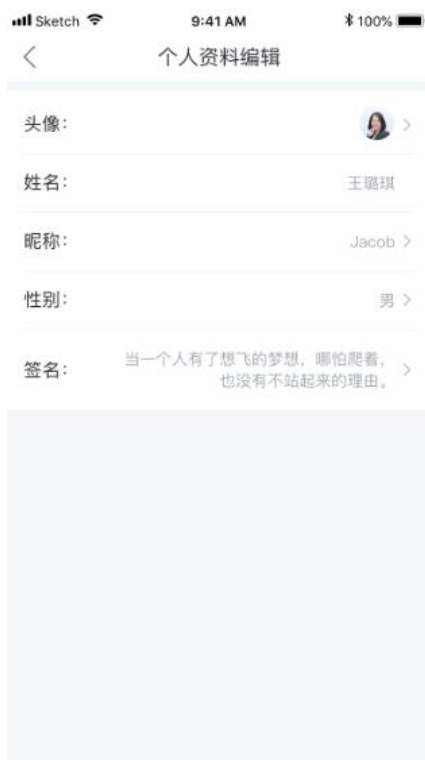 Sketch 9:41 AM 100%
个人资料编辑
头像：
姓名： 王璐琪
昵称： Jacob
性别： 男
签名： 当一个人有了想飞的梦想，哪怕爬着，
也没有不站起来的理由。